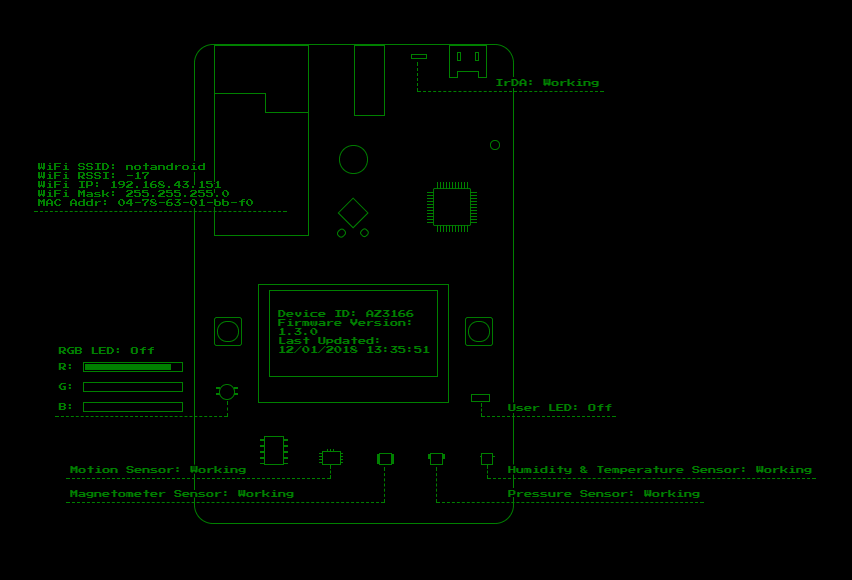 IrDA: Working
WiFi SSID: notandroid
WiFi RSSI: -17
WiFi IP: 192.168.43.151
WiFi Mask: 255.255.255.0
MAC Addr: 04-78-63-01-bb-f0
Device ID: AZ3166
Firmware Version:
1.3.0
Last Updated:
12/01/2018 13:35:51
RGB LED: Off
R:
G:
B:
User LED: Off
Motion Sensor: Working
Humidity & Temperature Sensor: Working
Magnetometer Sensor: Working
Pressure Sensor: Working